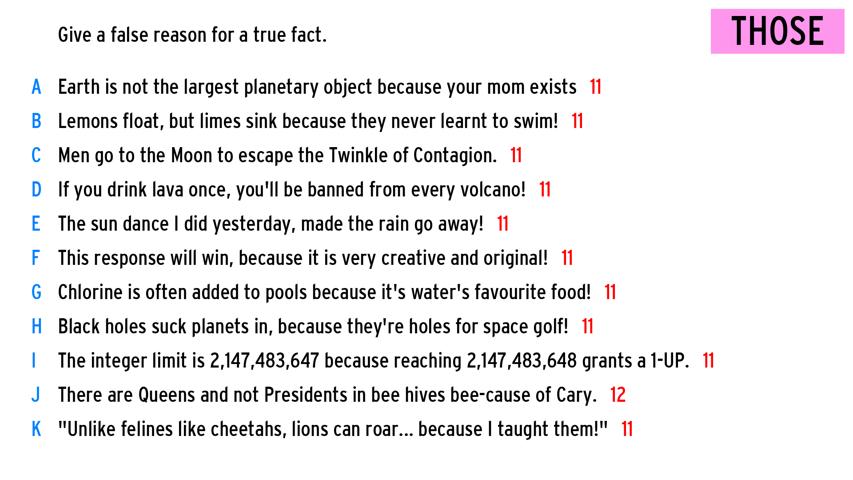 Give a false reason for a true fact.
THOSE
A Earth is not the largest planetary object because your mom exists 11
B Lemons float, but limes sink because they never learnt to swim! 11
C Men go to the Moon to escape the Twinkle of Contagion. 11
D If you drink lava once, you'll be banned from every volcano! 11
E The sun dance I did yesterday, made the rain go away! 11
F This response will win, because it is very creative and original! 11
G Chlorine is often added to pools because it's water's favourite food! 11
H Black holes suck planets in, because they're holes for space golf! 11
I The integer limit is 2,147,483,647 because reaching 2,147,483,648 grants a 1-UP. 11
J There are Queens and not Presidents in bee hives bee-cause of Cary. 12
K "Unlike felines like cheetahs, lions can roar... because I taught them!" 11